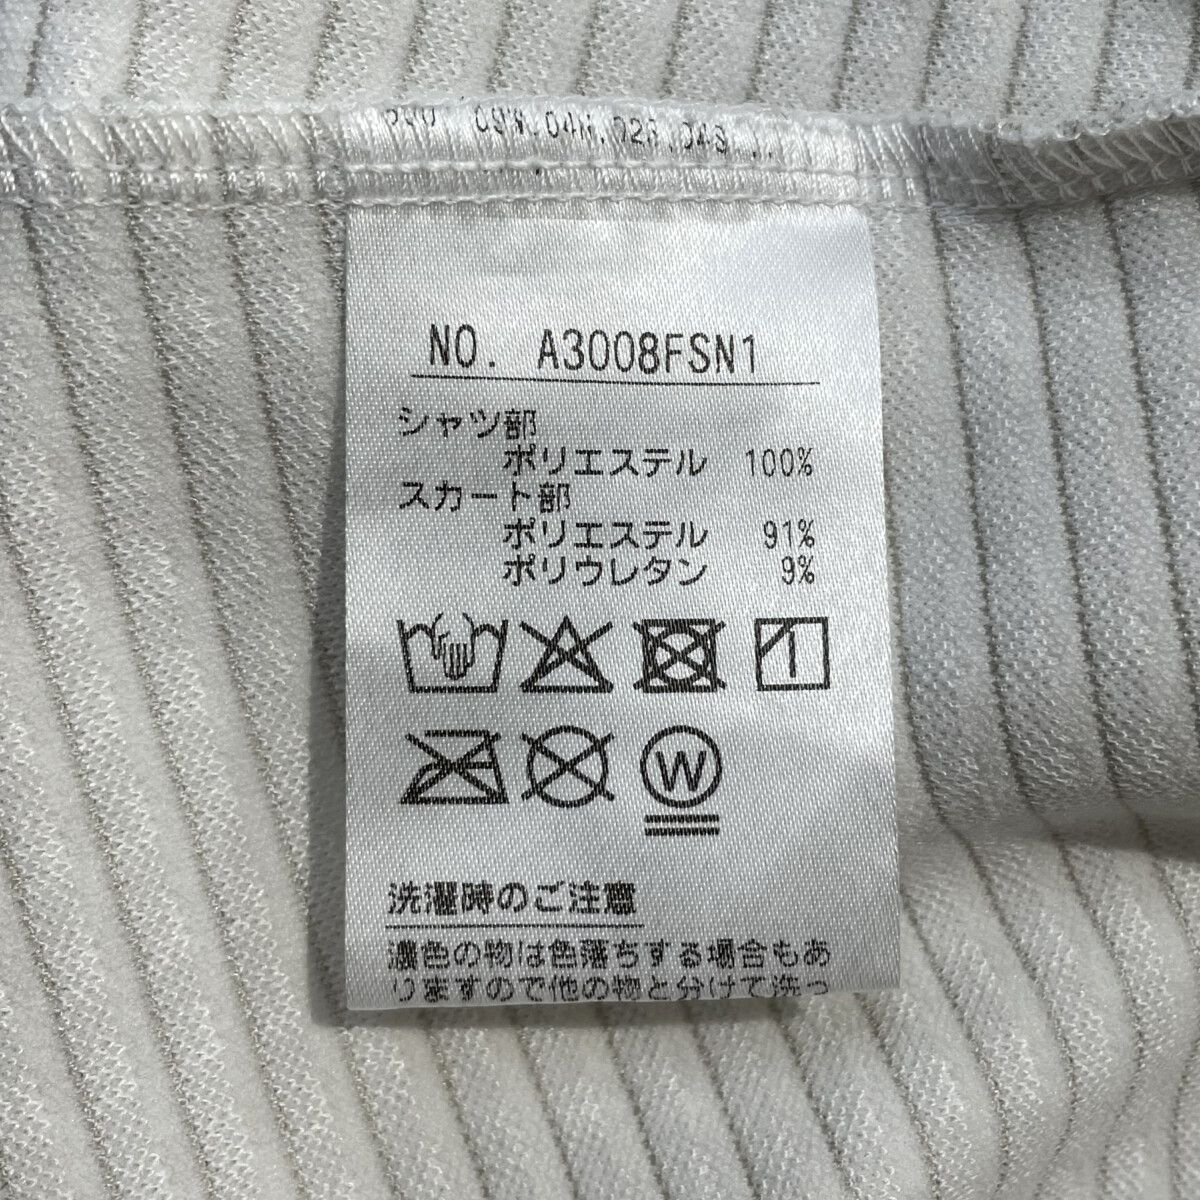 NO. A3008FSN1
シャツ部
ポリエステル 100%
スカート部
ポリエステル 91%
ポリウレタン 9%
W
洗濯時のご注意
濃色の物は色落ちする場合もあ
りますので他の物と分けて洗っ